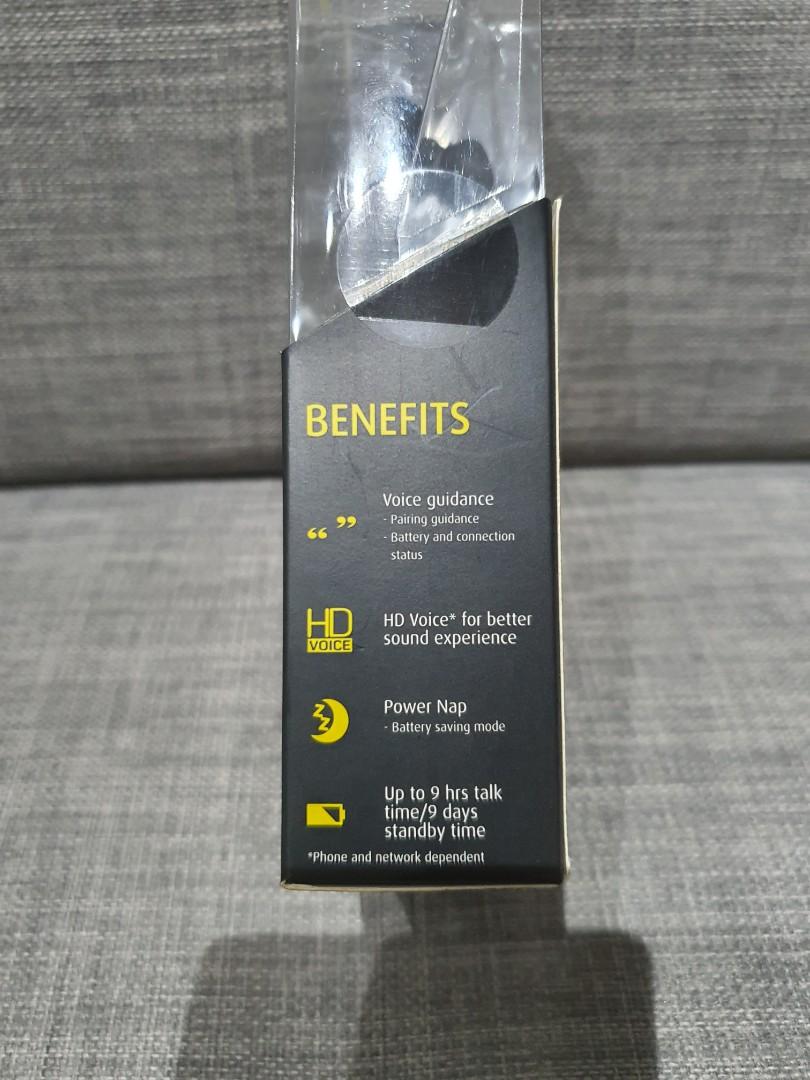 BENEFITS
“ ”
Voice guidance
- Pairing guidance
- Battery and connection
status
HD
VOICE
HD Voice* for better
sound experience
zz
Power Nap
- Battery saving mode
Up to 9 hrs talk
time/9 days
standby time
*Phone and network dependent